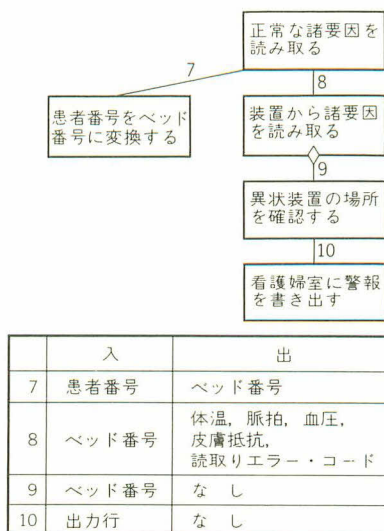 正常な諸要因を
読み取る
7
8
患者番号をベッド
番号に変換する
装置から諸要因
を読み取る
9
異状装置の場所
を確認する
10
看護婦室に警報
を書き出す
入 出
7 患者番号 ベッド番号
8 ベッド番号 体温, 脈拍, 血圧,
皮膚抵抗,
読取りエラー・コード
9 ベッド番号 な し
10 出力行 な し